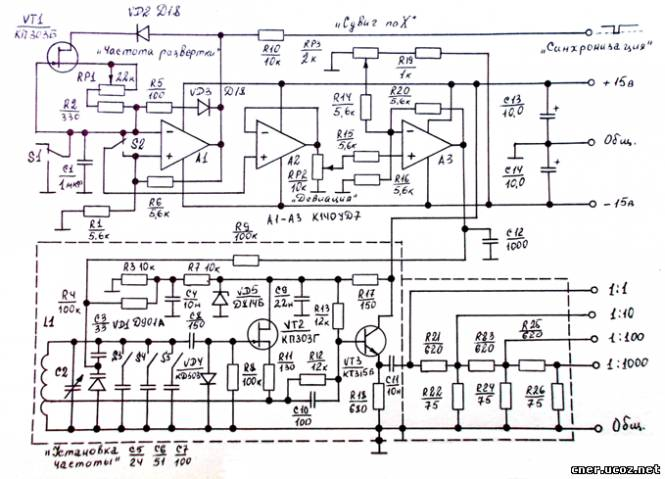 VT1
КП303Б
VD2 D18
„Сдвиг по X"
„Частота развертки"
R10
10к
RP3
2к
R19
1к
„Синхронизация"
RP1
22к
R5
100
VD3
D18
+15в
R2
330
R14
5,6к
R20
5,6к
C13
10,0
+
S1
S2
C1
1мкф
A1
A2
R15
5,6к
A3
Общ.
RP2
10к
R16
5,6к
C14
10,0
+
„Девиация"
R1
5,6к
R6
5,6к
A1-A3 К140УД7
-15в
R9
100к
C12
1000
R3 10к
R7 10к
R4
100к
C4
10н
VD5
D814Б
C9
22н
R13
12к
R17
150
1:1
L1
C3
33
VD1 D901А
C8
150
VT2
КП303Г
1:10
R21
620
R23
620
R25
620
1:100
C2
S3
S4
S5
VD4
КD503
R8
100к
R11
130
R12
12к
VT3
КТ315Б
C11
10н
1:1000
C10
100
R18
680
R22
75
R24
75
R26
75
Общ.
„Установка
частоты"
C5
24
C6
51
C7
100
cner.ucoz.net